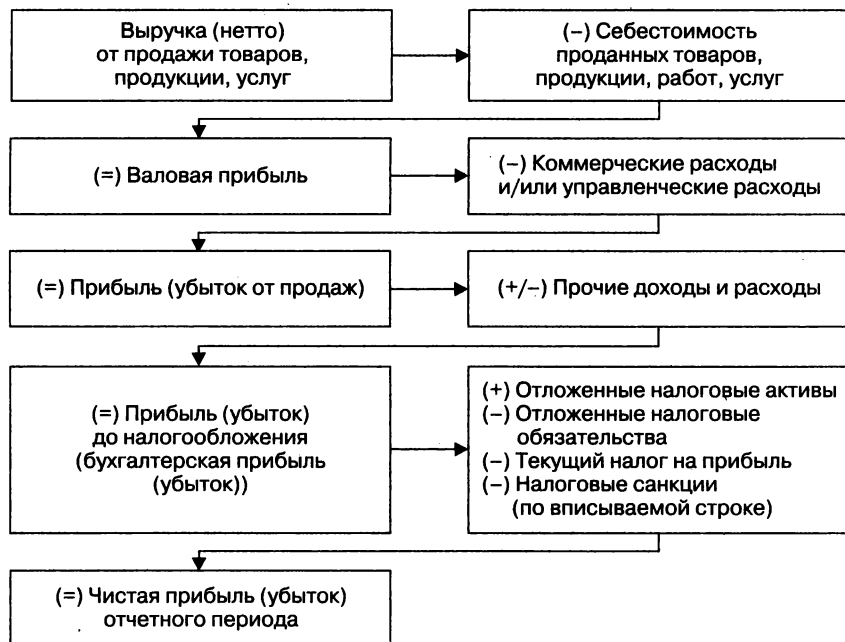 Выручка (нетто)
от продажи товаров,
продукции, услуг
(–) Себестоимость
проданных товаров,
продукции, работ, услуг
(=) Валовая прибыль
(–) Коммерческие расходы
и/или управленческие расходы
(=) Прибыль (убыток от продаж)
(+/–) Прочие доходы и расходы
(=) Прибыль (убыток)
до налогообложения
(бухгалтерская прибыль
(убыток))
(+) Отложенные налоговые активы
(–) Отложенные налоговые
обязательства
(–) Текущий налог на прибыль
(–) Налоговые санкции
(по вписываемой строке)
(=) Чистая прибыль (убыток)
отчетного периода